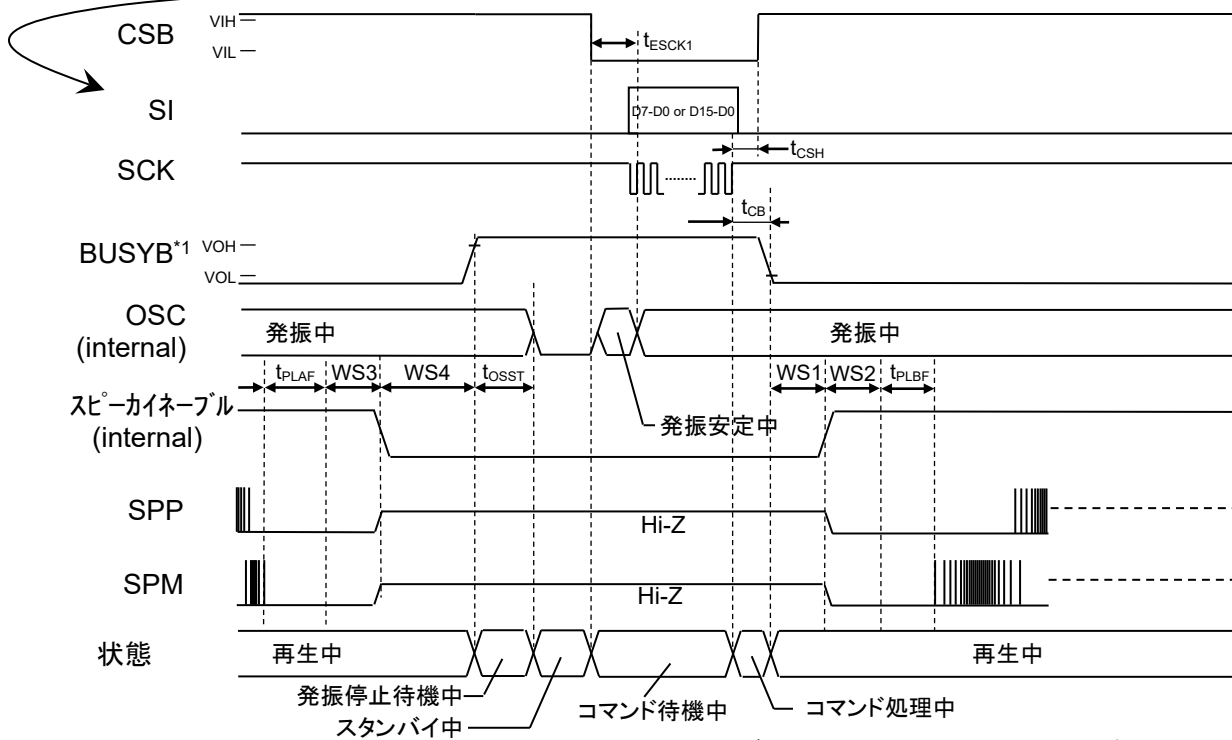 CSB
VIH
VIL
tESCK1
SI
D7-D0 or D15-D0
tCSH
SCK
tCB
BUSYB*1
VOH
VOL
OSC
(internal)
発振中
発振中
tPLAF
WS3
WS4
tOSST
WS1
WS2
tPLBF
スピーカイネーブル
(internal)
発振安定中
SPP
Hi-Z
SPM
Hi-Z
状態
再生中
再生中
発振停止待機中
スタンバイ中
コマンド待機中
コマンド処理中